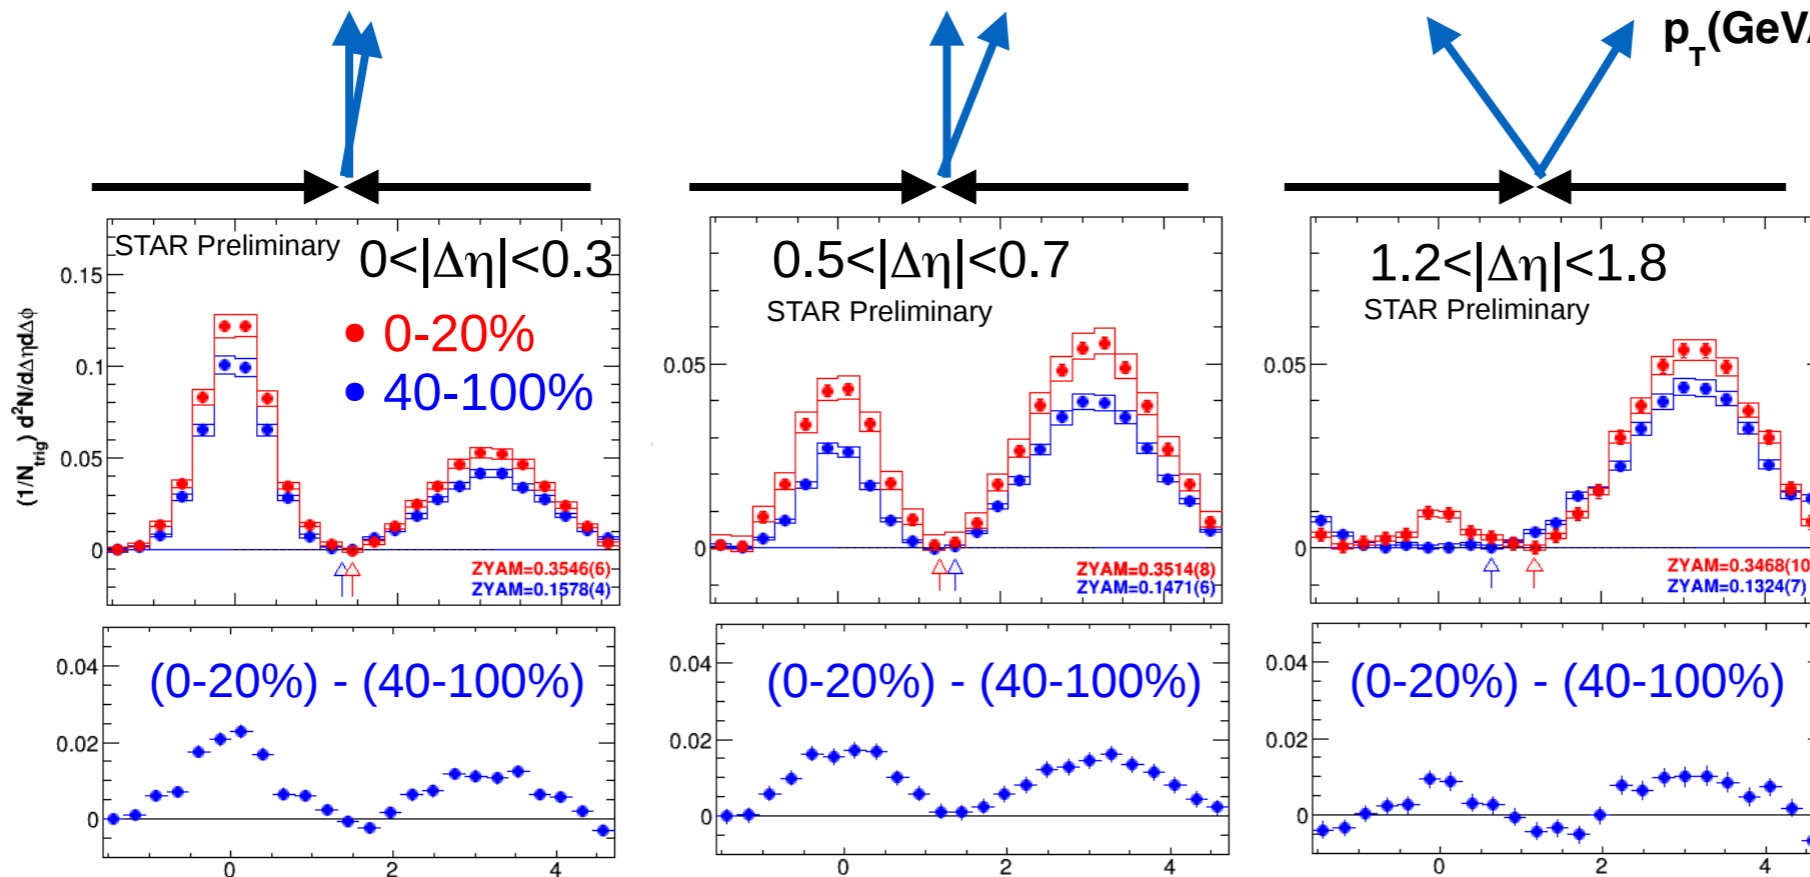 p_T(GeV/
STAR Preliminary 0<|Δη|<0.3
0-20%
40-100%
(1/N_trig) d²N/dΔηdΔϕ
0.15
0.1
0.05
0
ZYAM=0.3546(6)
ZYAM=0.1578(4)
0.5<|Δη|<0.7
STAR Preliminary
0.05
0
ZYAM=0.3514(8)
ZYAM=0.1471(6)
1.2<|Δη|<1.8
STAR Preliminary
0.05
0
ZYAM=0.3468(10
ZYAM=0.1324(7)
(0-20%) - (40-100%)
0.04
0.02
0
0 2 4
(0-20%) - (40-100%)
0.04
0.02
0
0 2 4
(0-20%) - (40-100%)
0.04
0.02
0
0 2 4